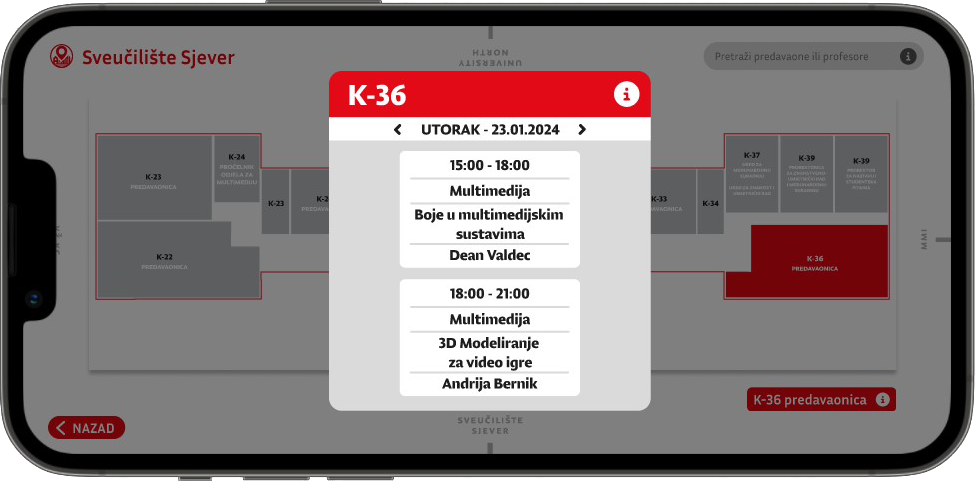 Sveučilište Sjever
NORTH
UNIVERSITY
Pretraži predavaone ili profesore
K-36
UTORAK - 23.01.2024
15:00 - 18:00
Multimedija
Boje u multimedijskim
sustavima
Dean Valdec
18:00 - 21:00
Multimedija
3D Modeliranje
za video igre
Andrija Bernik
K-23
PREDAVAONICA
K-24
PROČELNIK
ODJELA ZA
MULTIMEDIJU
K-23
K-22
PREDAVAONICA
K-34
K-37
K-39
K-39
K-36
PREDAVAONICA
MMI
K-36 predavaonica
NAZAD
SVEUČILIŠTE
SJEVER